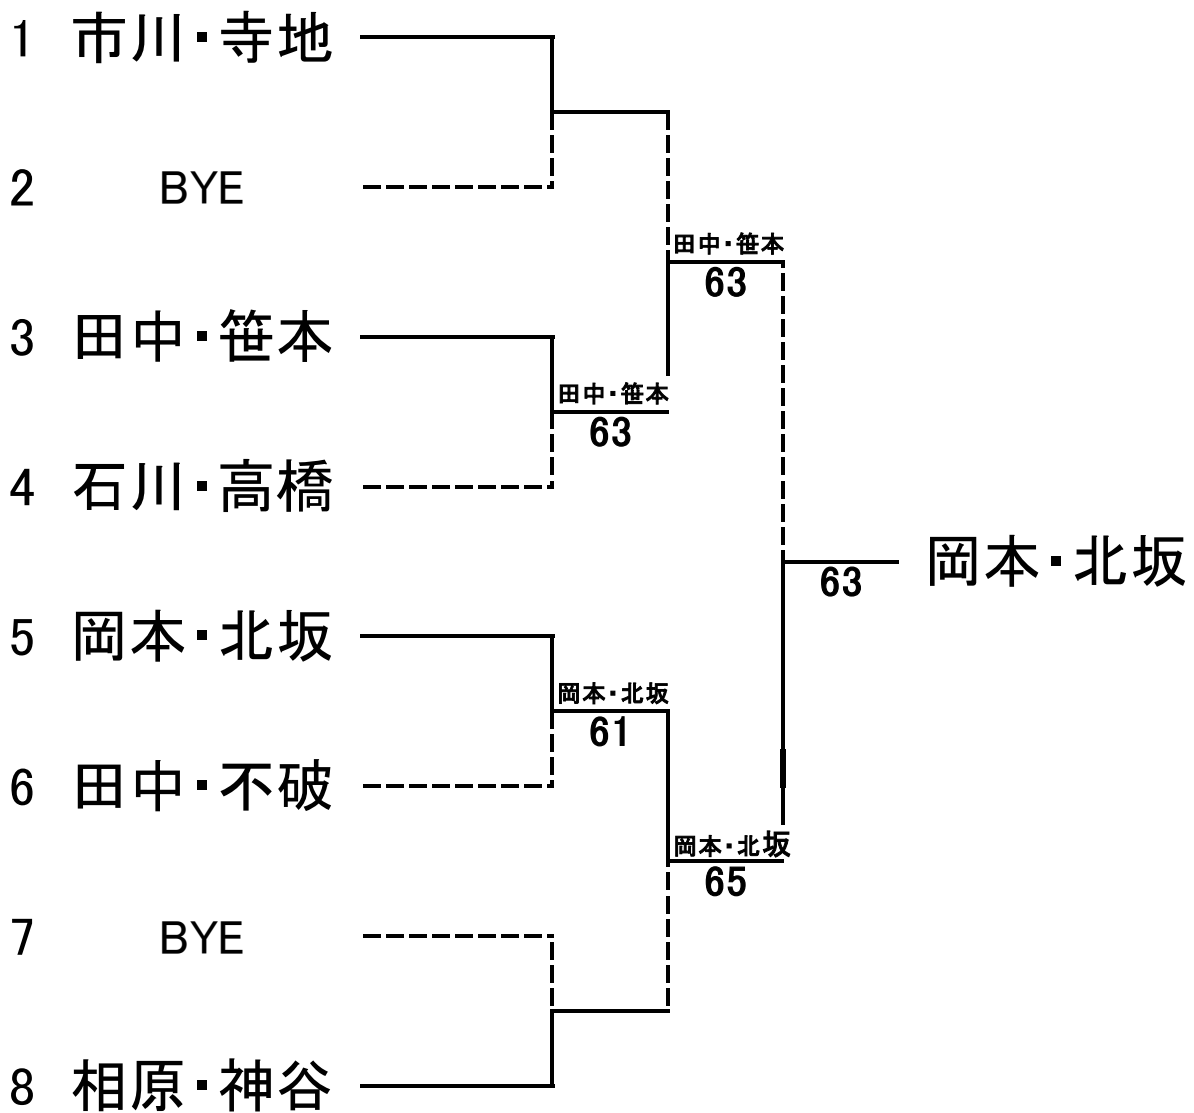 1 市川・寺地
2 BYE
田中・笹本
63
3 田中・笹本
田中・笹本
63
4 石川・高橋
岡本・北坂
63
5 岡本・北坂
岡本・北坂
61
6 田中・不破
岡本・北坂
65
7 BYE
8 相原・神谷